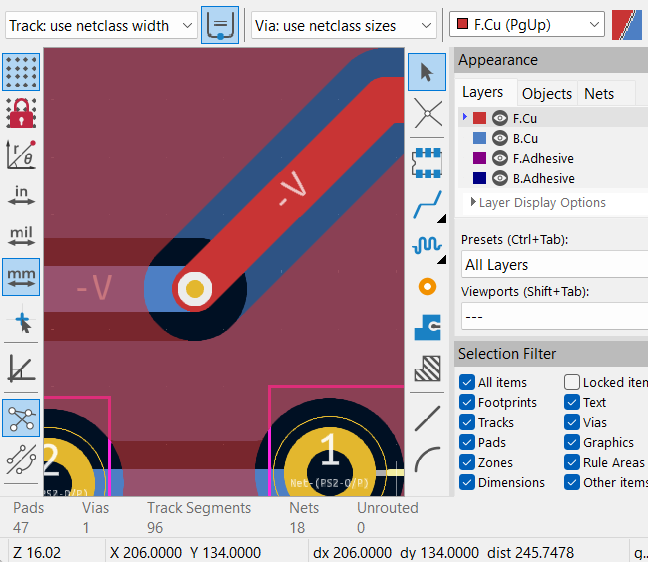 Track: use netclass width
Via: use netclass sizes
F.Cu (PgUp)
Appearance
Layers Objects Nets
F.Cu
B.Cu
F.Adhesive
B.Adhesive
Layer Display Options
Presets (Ctrl+Tab):
All Layers
Viewports (Shift+Tab):
---
Selection Filter
All items Locked item
Footprints Text
Tracks Vias
Pads Graphics
Zones Rule Areas
Dimensions Other items
r
θ
in
mil
mm
-V
-V
2
1
Net-(PS2-O/P)
Pads Vias Track Segments Nets Unrouted
47 1 96 18 0
Z 16.02 X 206.0000 Y 134.0000 dx 206.0000 dy 134.0000 dist 245.7478 g..